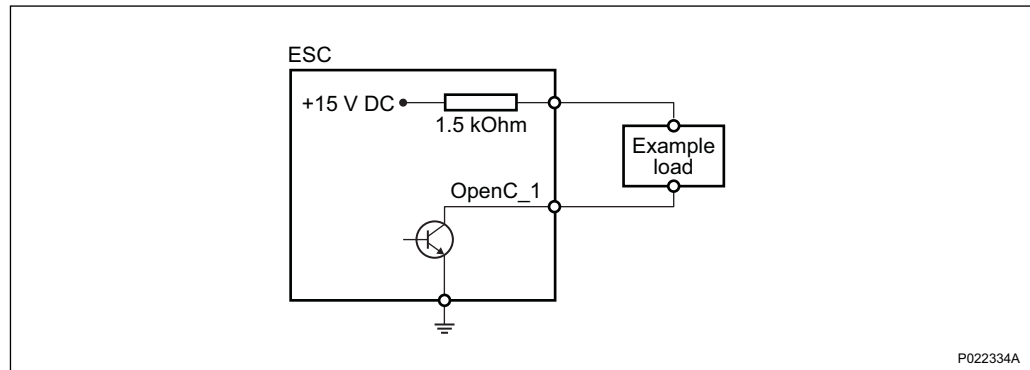 ESC
+15 V DC
1.5 kOhm
Example
load
OpenC_1
P022334A